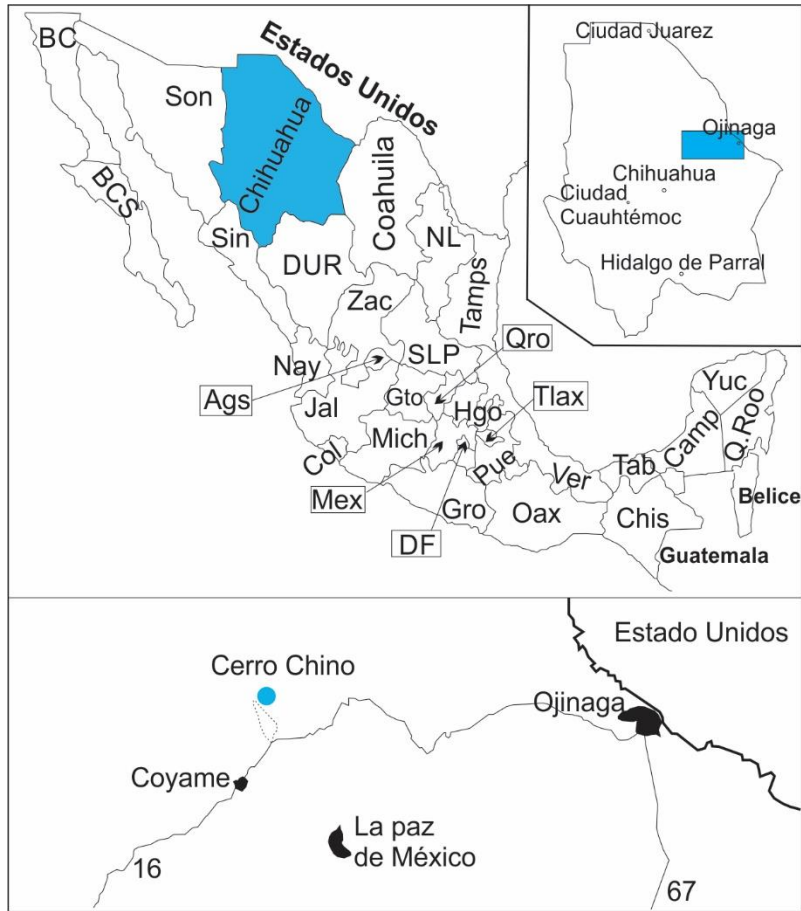 BC
Son
Estados Unidos
Chihuahua
BCS
Sin
Coahuila
NL
DUR
Tamps
Zac
Nay
SLP
Qro
Ags
Jal
Gto
Hgo
Tlax
Col
Mich
Pue
Ver
Tab
Camp
Yuc
Q.Roo
Mex
Gro
Oax
Chis
Belice
DF
Guatemala
Ciudad Juarez
Ojinaga
Chihuahua
Ciudad
Cuauhtémoc
Hidalgo de Parral
Estado Unidos
Cerro Chino
Ojinaga
Coyame
La paz
de México
16
67